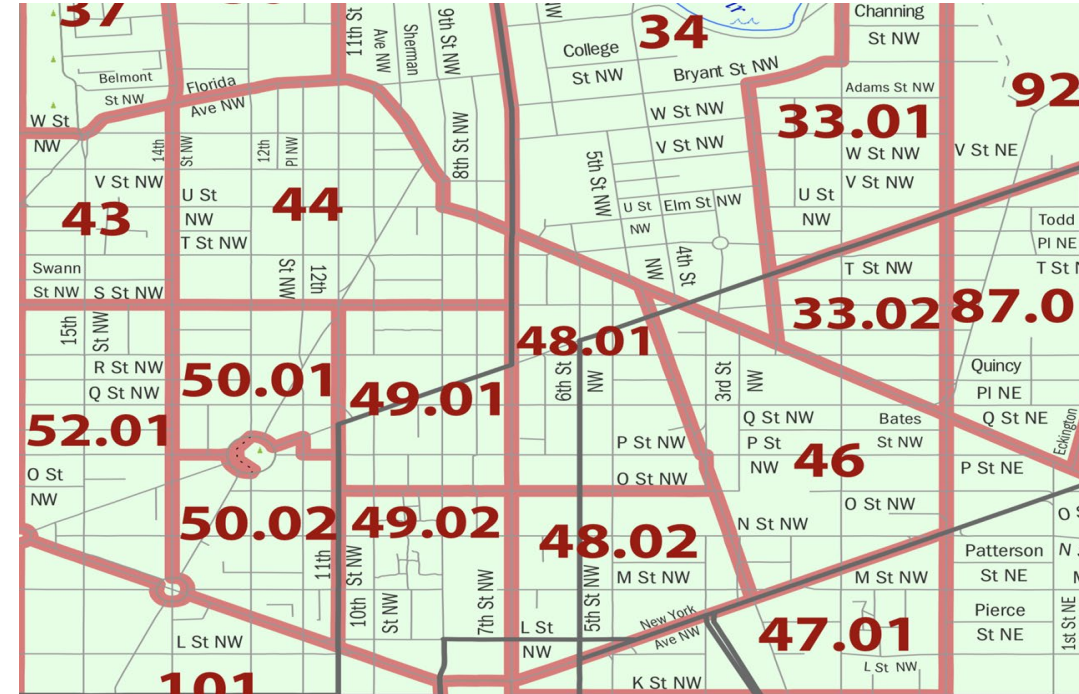 37
34
Channing
St NW
11th St
Ave NW
Sherman
9th St NW
College
St NW
Bryant St NW
Belmont
St NW
Florida
Ave NW
Adams St NW
92
W St
NW
W St NW
33.01
V St NW
14th
St NW
12th
Pl NW
8th St NW
5th St NW
W St NW
V St NE
V St NW
V St NW
U St
NW
44
43
T St NW
U St
NW
Elm St NW
U St
NW
Todd
Pl NE
Swann
St NW
S St NW
St NW
12th
NW
4th St
T St NW
T St N
15th
St NW
33.02
87.0
48.01
R St NW
Q St NW
50.01
49.01
6th St
NW
3rd St
NW
Quincy
Pl NE
52.01
P St NW
Q St NW
P St
NW
Bates
St NW
Q St NE
Eckington
46
O St
NW
O St NW
P St NE
O St NW
50.02
49.02
48.02
N St NW
O S
11th
10th
St NW
St NW
7th St NW
5th St NW
M St NW
M St NW
Patterson
St NE
N
Pierce
St NE
1st St NE
L St NW
L St
NW
New York
Ave NW
47.01
L St NW
101
K St NW